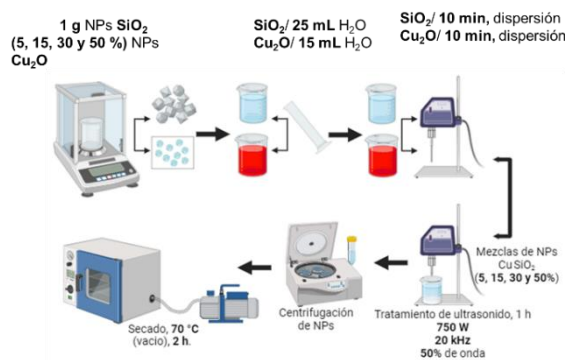 1 g NPs SiO₂
(5, 15, 30 y 50 %) NPs
Cu₂O
SiO₂/ 25 mL H₂O
Cu₂O/ 15 mL H₂O
SiO₂/ 10 min, dispersión
Cu₂O/ 10 min, dispersión
Mezclas de NPs
CuSiO₂
(5, 15, 30 y 50%)
Secado, 70 °C
(vacio), 2 h.
Centrifugación
de NPs
Tratamiento de ultrasonido, 1 h
750 W
20 kHz
50% de onda